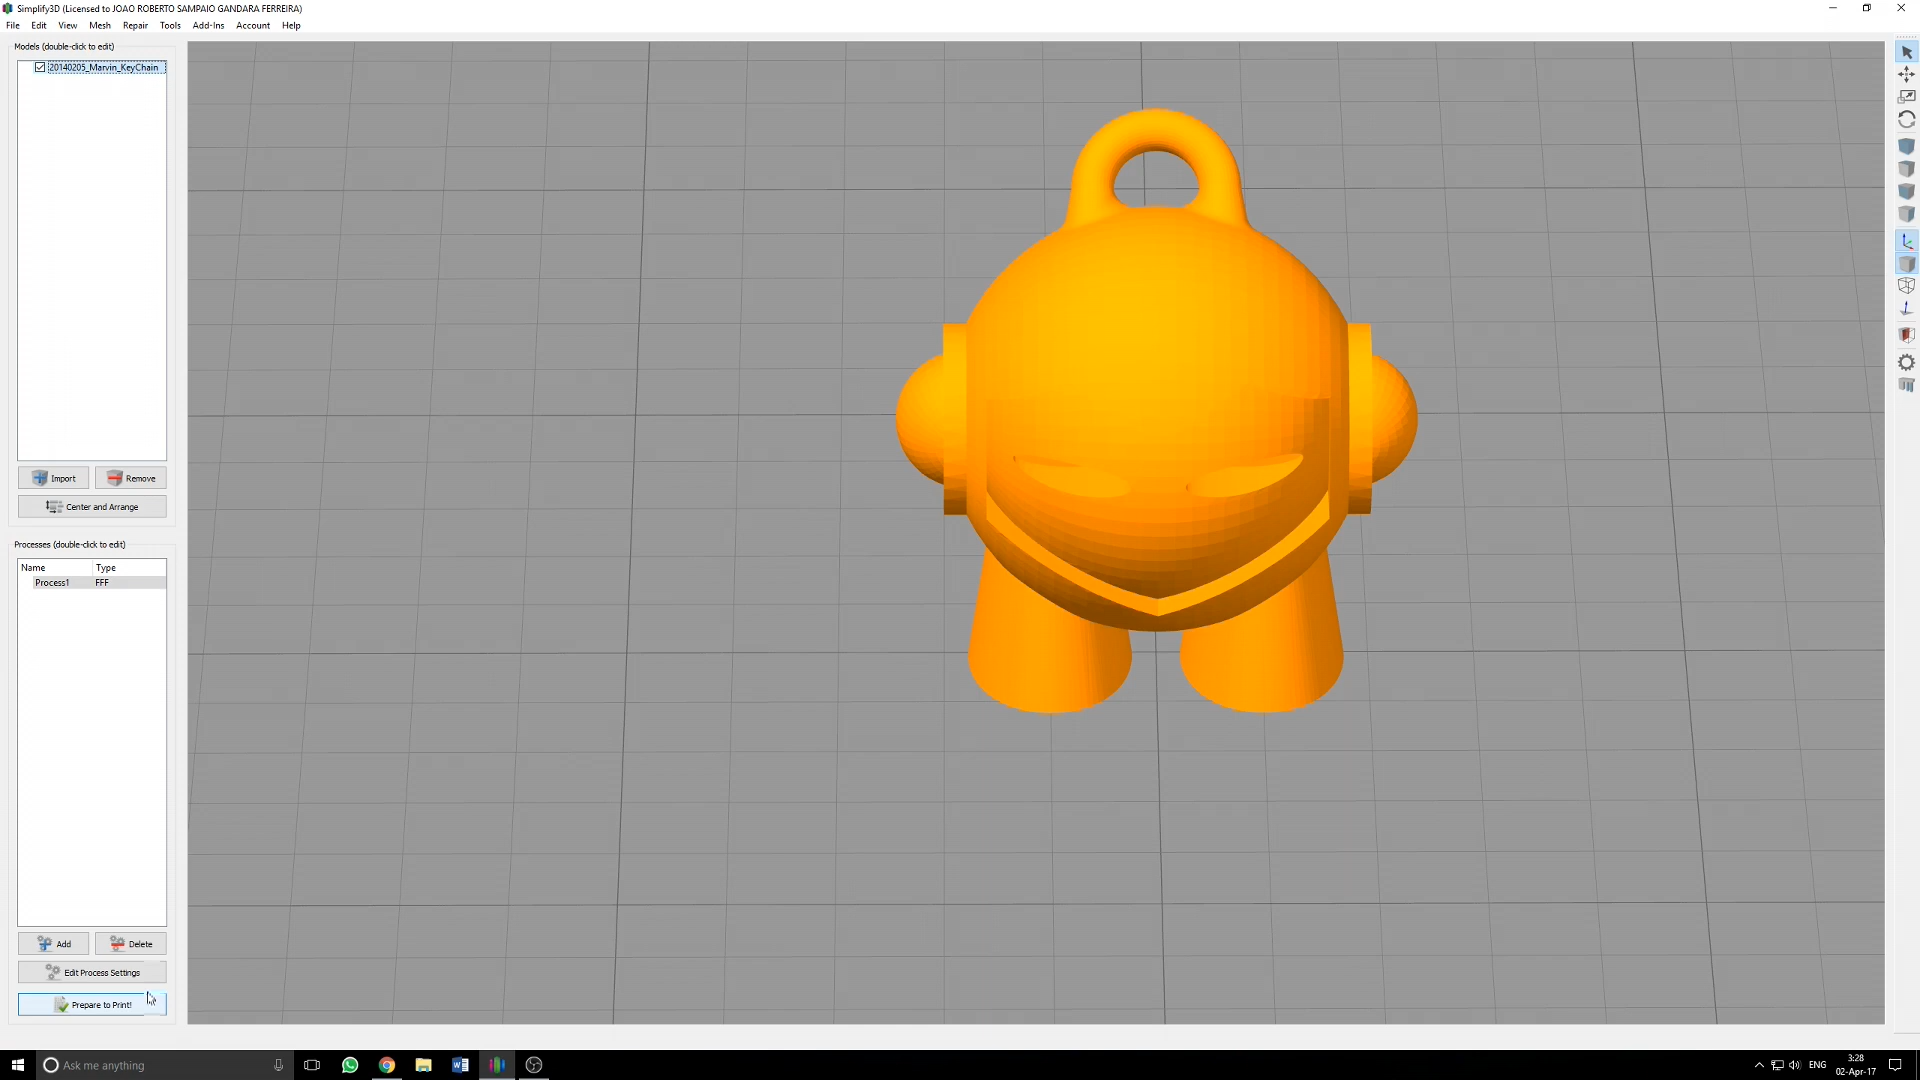 Simplify3D (Licensed to JOAO ROBERTO SAMPAIO GANDARA FERREIRA)
File Edit View Mesh Repair Tools Add-Ins Account Help
Models (double-click to edit)
20140205_Marvin_KeyChain
Import Remove
Center and Arrange
Processes (double-click to edit)
Name Type
Process1 FFF
Add Delete
Edit Process Settings
Prepare to Print!
Ask me anything
ENG
3:28
02-Apr-17